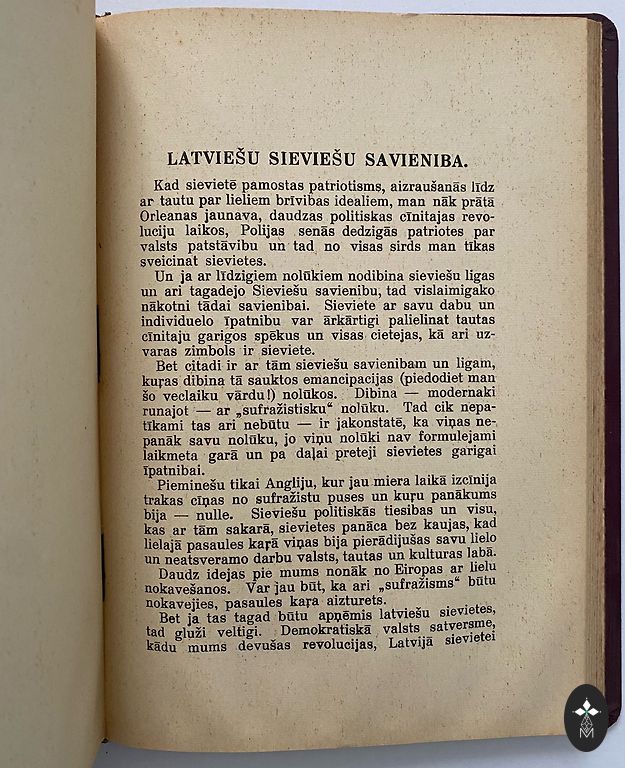 LATVIEŠU SIEVIEŠU SAVIENIBA.
Kad sievietē pamostas patriotisms, aizraušanās līdz
ar tautu par lieliem brīvibas idealiem, man nāk prātā
Orleanas jaunava, daudzas politiskas cīnitajas revo-
luciju laikos, Polijas senās dedzigās patriotes par
valsts patstāvibu un tad no visas sirds man tīkas
sveicinat sievietes.
Un ja ar līdzigiem nolūkiem nodibina sieviešu ligas
un ari tagadejo Sieviešu savienibu, tad vislaimigako
nākotni tādai savienibai. Sieviete ar savu dabu un
individuelo īpatnibu var ārkārtigi palielinat tautas
cīnitaju garigos spēkus un visas cietejas, kā ari uz-
varas zimbols ir sieviete.
Bet citadi ir ar tām sieviešu savienibam un ligam,
kuŗas dibina tā sauktos emancipacijas (piedodiet man
šo veclaiku vārdu!) nolūkos. Dibina — modernaki
runajot — ar „sufražistisku“ nolūku. Tad cik nepa-
tīkami tas ari nebūtu — ir jakonstatē, ka viņas ne-
panāk savu nolūku, jo viņu nolūki nav formulejami
laikmeta garā un pa daļai preteji sievietes garigai
īpatnibai.
Pieminešu tikai Angliju, kur jau miera laikā izcīnija
trakas cīņas no sufražistu puses un kuŗu panākums
bija — nulle. Sieviešu politiskās tiesibas un visu,
kas ar tām sakarā, sievietes panāca bez kaujas, kad
lielajā pasaules kaŗā viņas bija pierādijušas savu lielo
un neatsveramo darbu valsts, tautas un kulturas labā.
Daudz idejas pie mums nonāk no Eiropas ar lielu
nokavešanos. Var jau būt, ka ari „sufražisms“ būtu
nokavejies, pasaules kaŗa aizturets.
Bet ja tas tagad būtu apņēmis latviešu sievietes,
tad gluži veltigi. Demokratiskā valsts satversme,
kādu mums devušas revolucijas, Latvijā sievietei